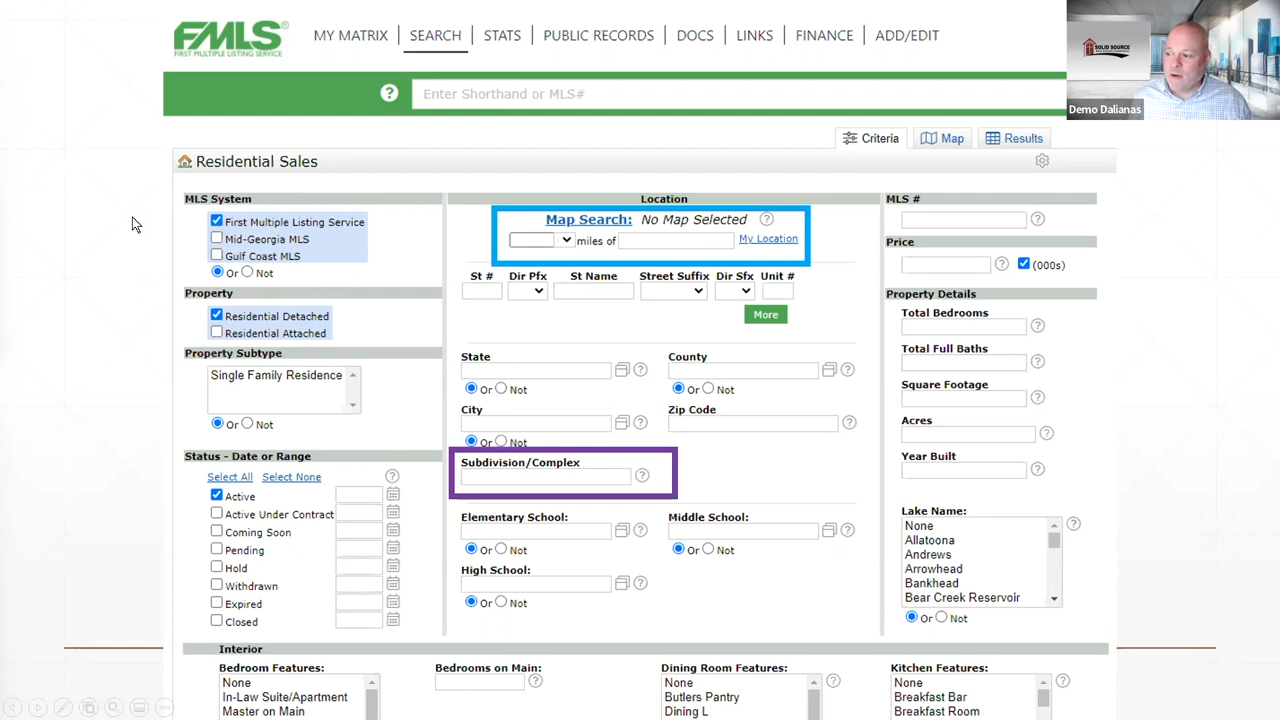 FMLS
FIRST MULTIPLE LISTING SERVICE
MY MATRIX
SEARCH
STATS
PUBLIC RECORDS
DOCS
LINKS
FINANCE
ADD/EDIT
Enter Shorthand or MLS#
SOLID SOURCE
Demo Dalianas
Criteria
Map
Results
Residential Sales
MLS System
First Multiple Listing Service
Mid-Georgia MLS
Gulf Coast MLS
Or Not
Property
Residential Detached
Residential Attached
Property Subtype
Single Family Residence
Or Not
Status - Date or Range
Select All Select None
Active
Active Under Contract
Coming Soon
Pending
Hold
Withdrawn
Expired
Closed
Location
Map Search: No Map Selected
miles of My Location
St # Dir Pfx St Name Street Suffix Dir Sfx Unit #
More
State County
Or Not Or Not
City Zip Code
Or Not
Subdivision/Complex
Elementary School: Middle School:
Or Not Or Not
High School:
Or Not
MLS #
Price
(000s)
Property Details
Total Bedrooms
Total Full Baths
Square Footage
Acres
Year Built
Lake Name:
None
Allatoona
Andrews
Arrowhead
Bankhead
Bear Creek Reservoir
Or Not
Interior
Bedroom Features:
None
In-Law Suite/Apartment
Master on Main
Bedrooms on Main:
Dining Room Features:
None
Butlers Pantry
Dining L
Kitchen Features:
None
Breakfast Bar
Breakfast Room